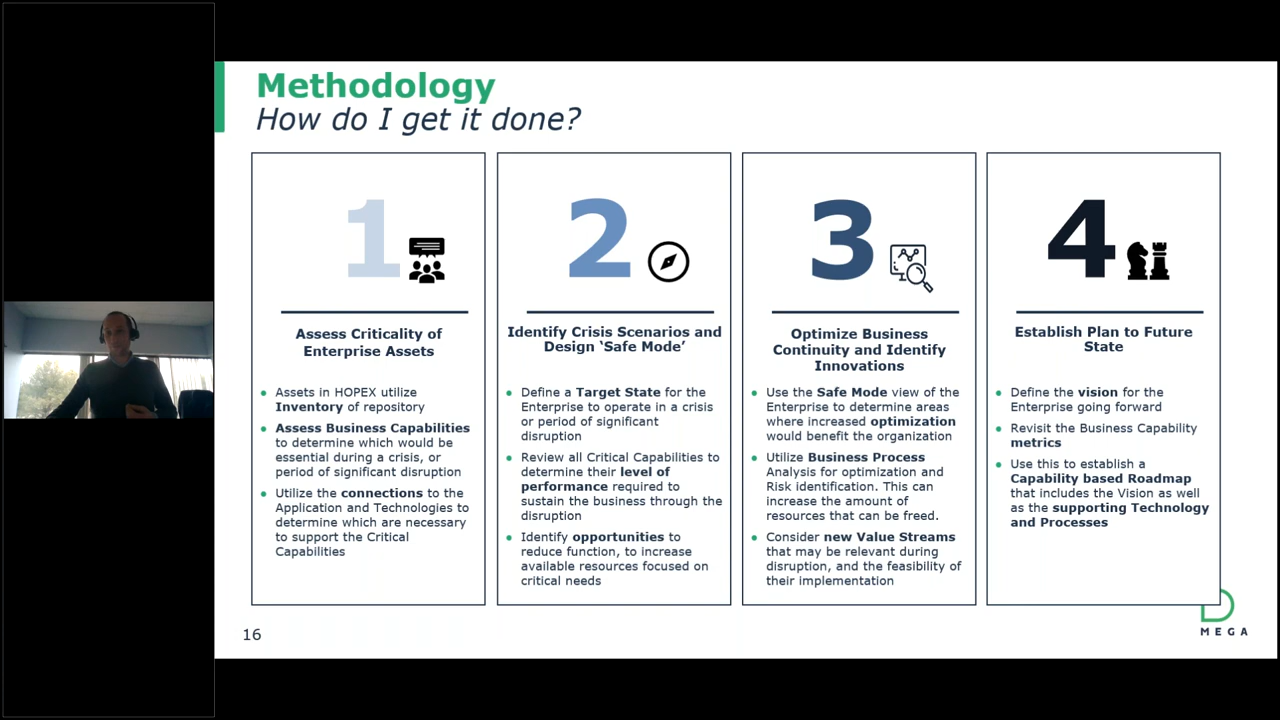 Methodology
How do I get it done?
1
Assess Criticality of
Enterprise Assets
Assets in HOPEX utilize
Inventory of repository
Assess Business Capabilities
to determine which would be
essential during a crisis, or
period of significant disruption
Utilize the connections to the
Application and Technologies to
determine which are necessary
to support the Critical
Capabilities
2
Identify Crisis Scenarios and
Design ‘Safe Mode’
Define a Target State for the
Enterprise to operate in a crisis
or period of significant
disruption
Review all Critical Capabilities to
determine their level of
performance required to
sustain the business through the
disruption
Identify opportunities to
reduce function, to increase
available resources focused on
critical needs
3
Optimize Business
Continuity and Identify
Innovations
Use the Safe Mode view of the
Enterprise to determine areas
where increased optimization
would benefit the organization
Utilize Business Process
Analysis for optimization and
Risk identification. This can
increase the amount of
resources that can be freed.
Consider new Value Streams
that may be relevant during
disruption, and the feasibility of
their implementation
4
Establish Plan to Future
State
Define the vision for the
Enterprise going forward
Revisit the Business Capability
metrics
Use this to establish a
Capability based Roadmap
that includes the Vision as well
as the supporting Technology
and Processes
16
MEGA